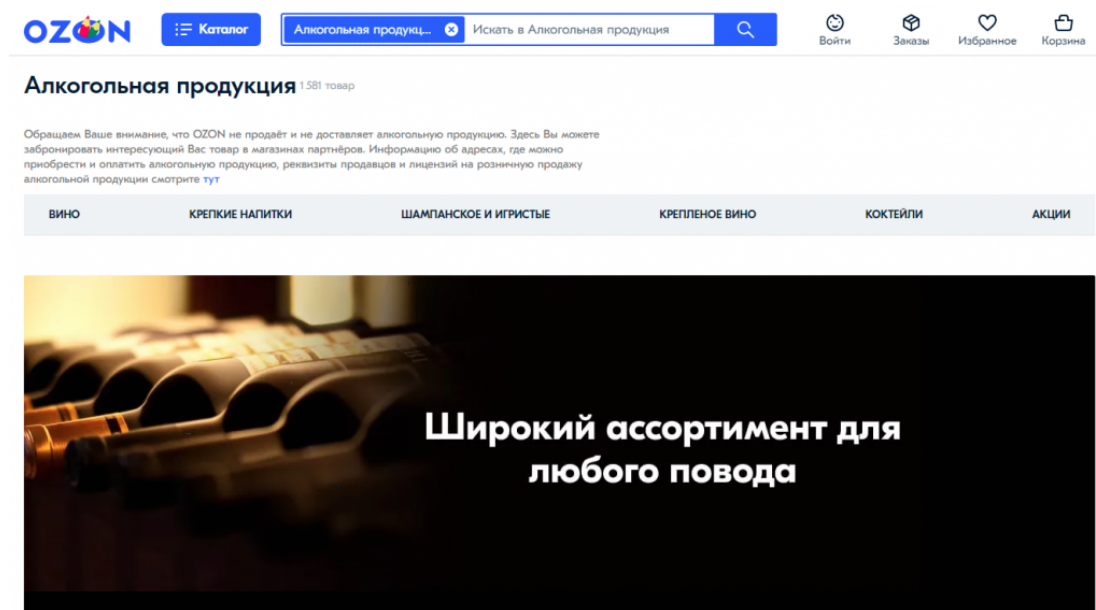 OZON
Каталог
Алкогольная продукц...
Искать в Алкогольная продукция
Войти
Заказы
Избранное
Корзина
Алкогольная продукция 1 581 товар
Обращаем Ваше внимание, что OZON не продаёт и не доставляет алкогольную продукцию. Здесь Вы можете
забронировать интересующий Вас товар в магазинах партнёров. Информацию об адресах, где можно
приобрести и оплатить алкогольную продукцию, реквизиты продавцов и лицензий на розничную продажу
алкогольной продукции смотрите тут
ВИНО
КРЕПКИЕ НАПИТКИ
ШАМПАНСКОЕ И ИГРИСТЫЕ
КРЕПЛЕНОЕ ВИНО
КОКТЕЙЛИ
АКЦИИ
Широкий ассортимент для
любого повода